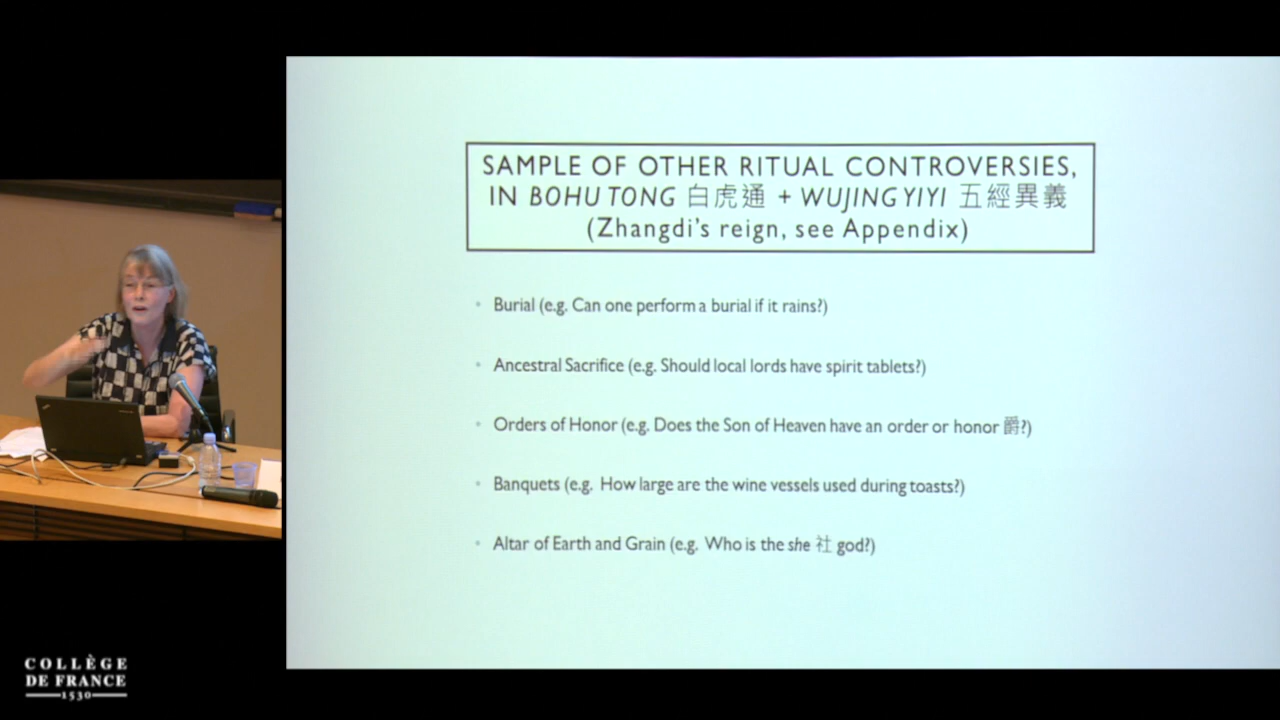 SAMPLE OF OTHER RITUAL CONTROVERSIES,
IN BOHU TONG 白虎通 + WUJING YIYI 五經異義
(Zhangdi's reign, see Appendix)
• Burial (e.g. Can one perform a burial if it rains?)
• Ancestral Sacrifice (e.g. Should local lords have spirit tablets?)
• Orders of Honor (e.g. Does the Son of Heaven have an order or honor 爵?)
• Banquets (e.g. How large are the wine vessels used during toasts?)
• Altar of Earth and Grain (e.g. Who is the she 社 god?)
COLLÈGE
DE FRANCE
1530